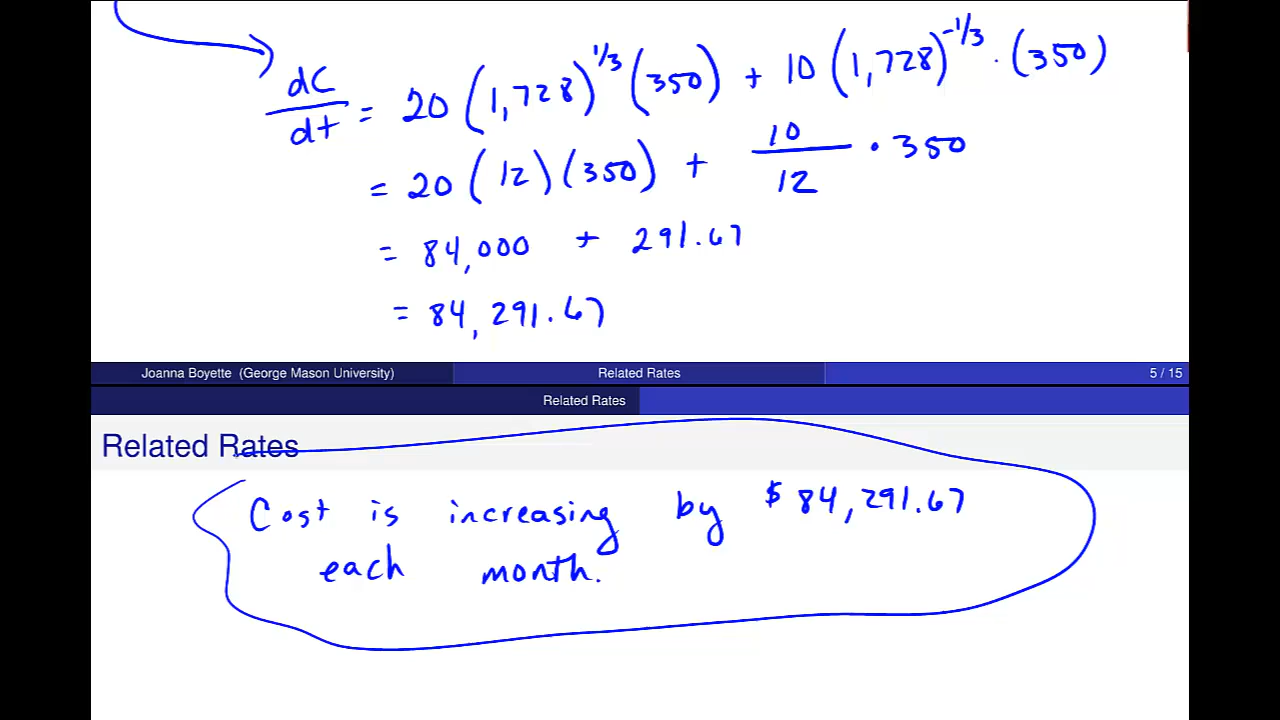 dC/dt = 20 (1,728)^1/3 (350) + 10 (1,728)^-1/3 · (350)
= 20 (12) (350) + 10/12 · 350
= 84,000 + 291.67
= 84,291.67
Joanna Boyette (George Mason University) Related Rates 5 / 15
Related Rates
Related Rates
Cost is increasing by $84,291.67
each month.